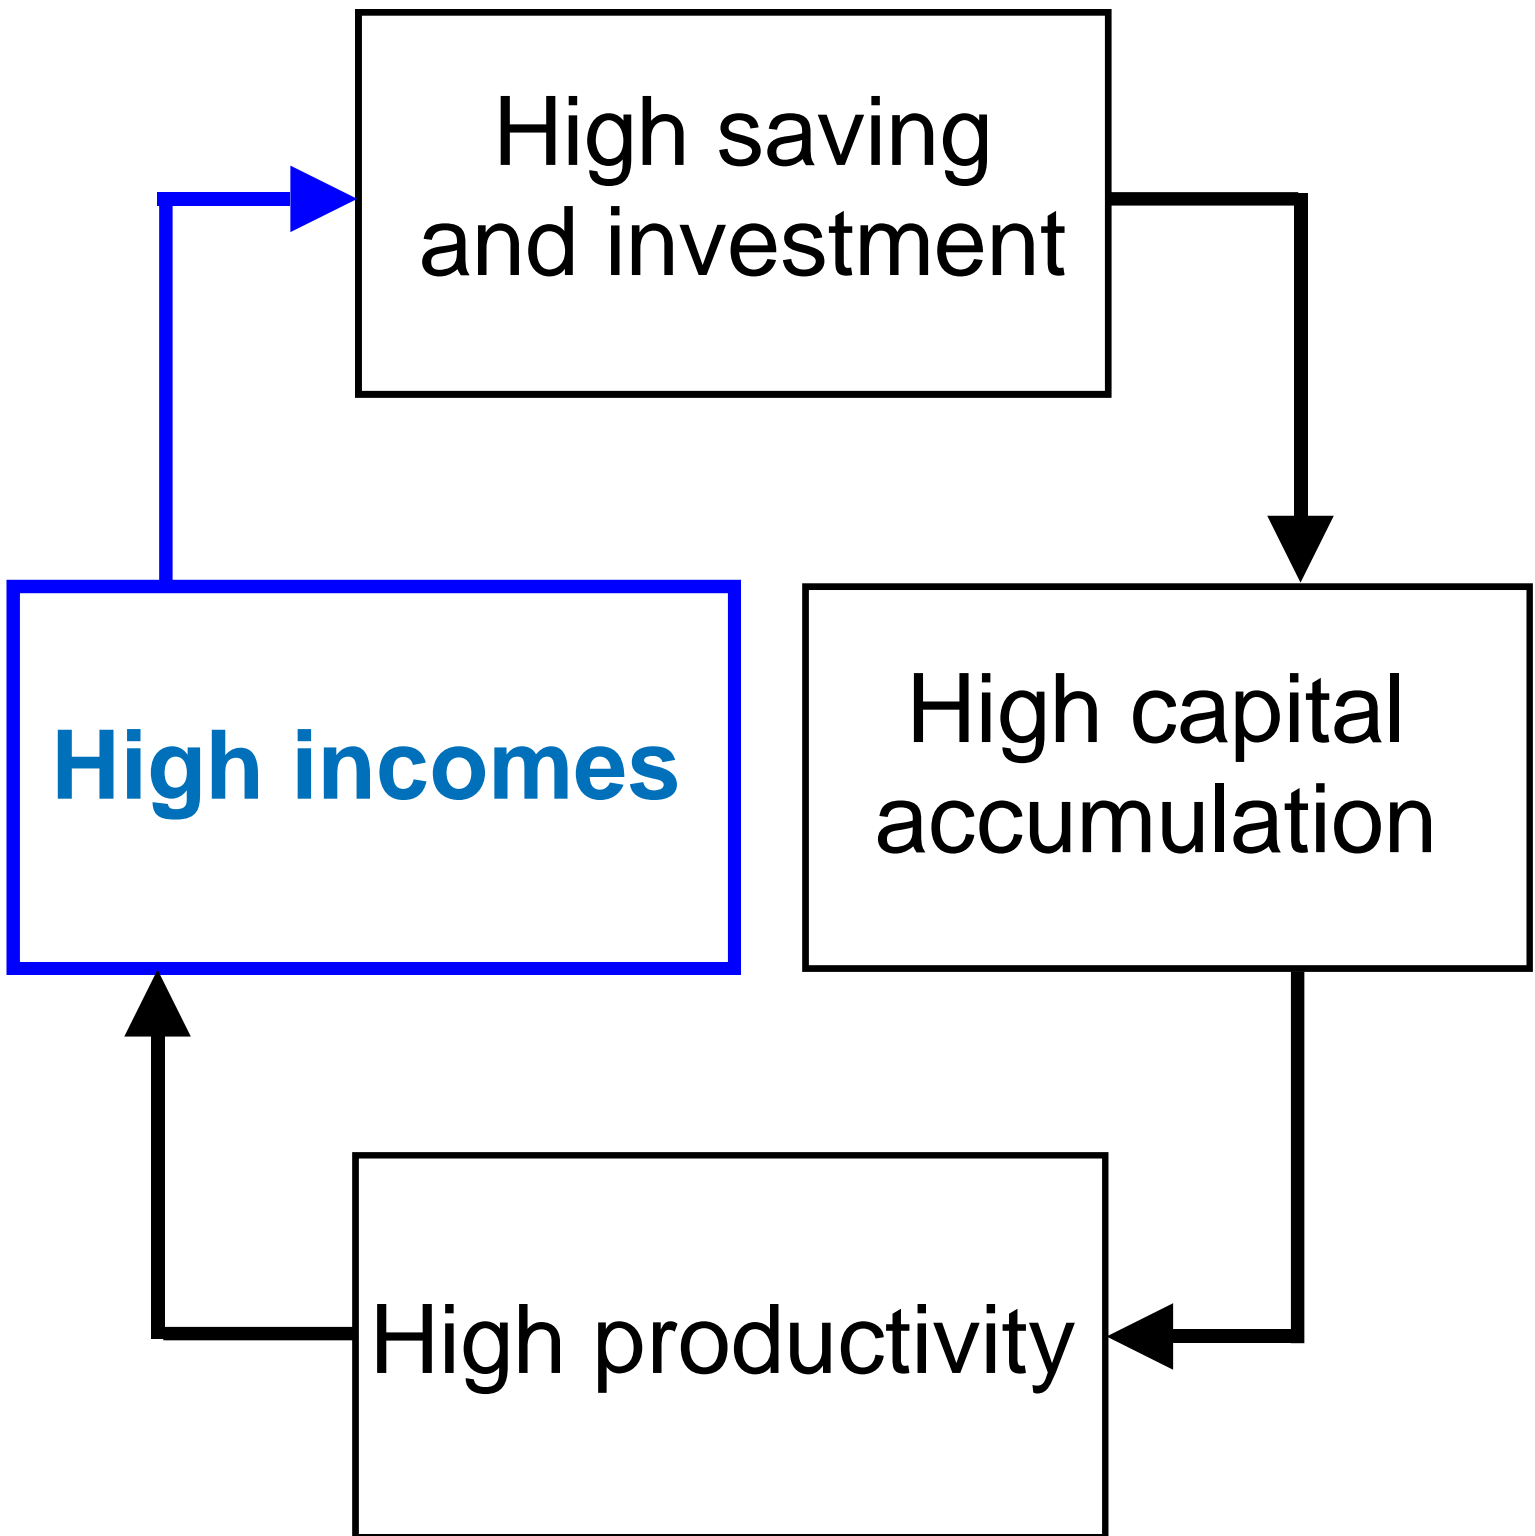 High saving
and investment
High incomes
High capital
accumulation
High productivity